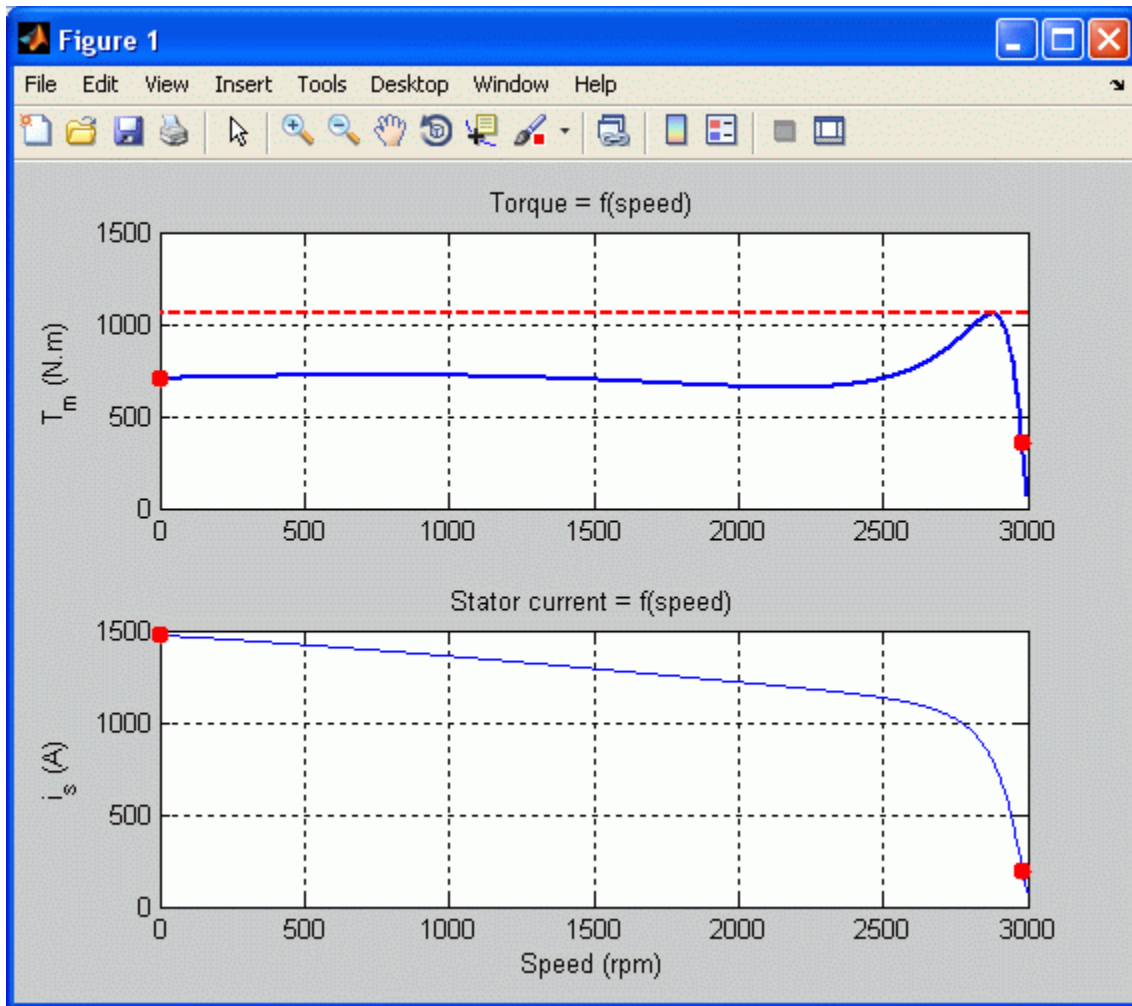 Figure 1
File Edit View Insert Tools Desktop Window Help
Torque = f(speed)
T_m (N.m)
1500
1000
500
0
0 500 1000 1500 2000 2500 3000
Stator current = f(speed)
i_s (A)
1500
1000
500
0
0 500 1000 1500 2000 2500 3000
Speed (rpm)